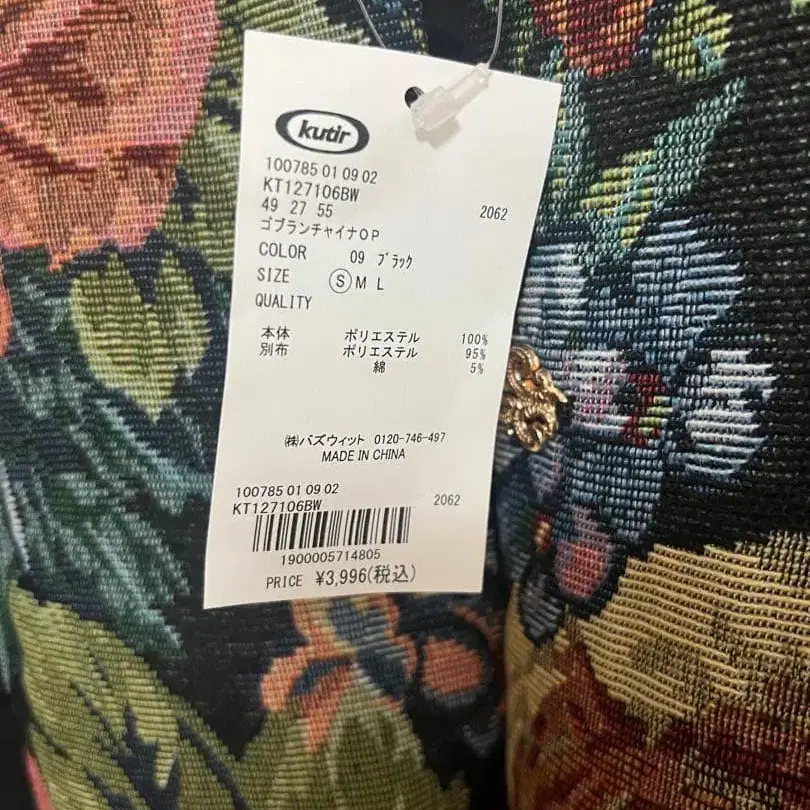 kutir
100785 01 09 02
KT127106BW
49 27 55 2062
ゴブランチャイナOP
COLOR 09 ブラック
SIZE S M L
QUALITY
本体 ポリエステル 100%
別布 ポリエステル 95%
綿 5%
㈱バズウィット 0120-746-497
MADE IN CHINA
100785 01 09 02
KT127106BW 2062
1900005714805
PRICE ¥3,996(税込)